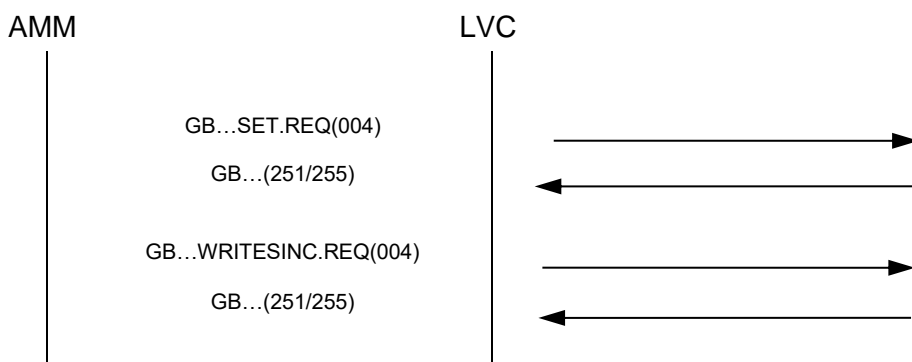 AMM LVC
GB…SET.REQ(004)
GB…(251/255)
GB…WRITESINC.REQ(004)
GB…(251/255)